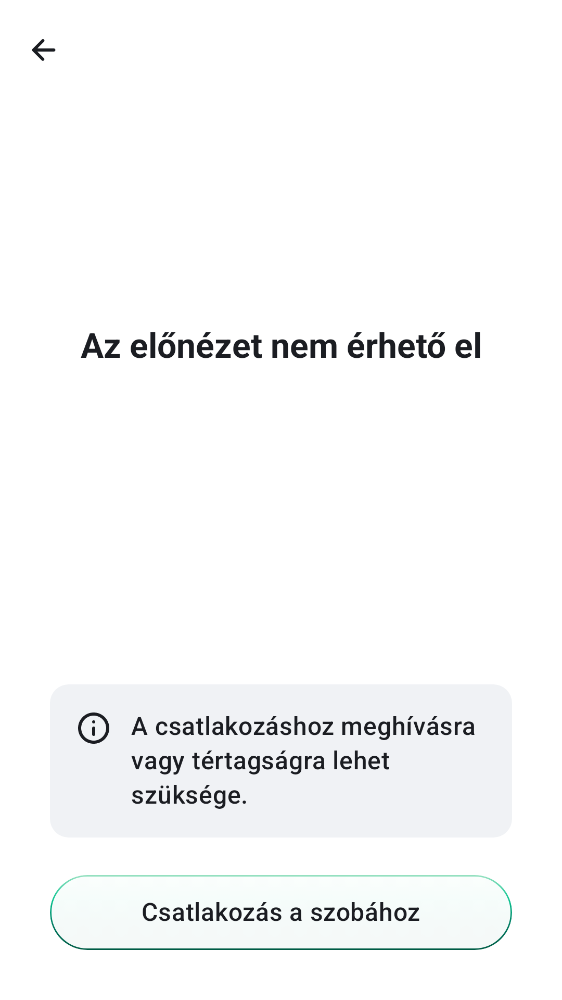 Az előnézet nem érhető el
A csatlakozáshoz meghívásra
vagy tértagságra lehet
szüksége.
Csatlakozás a szobához